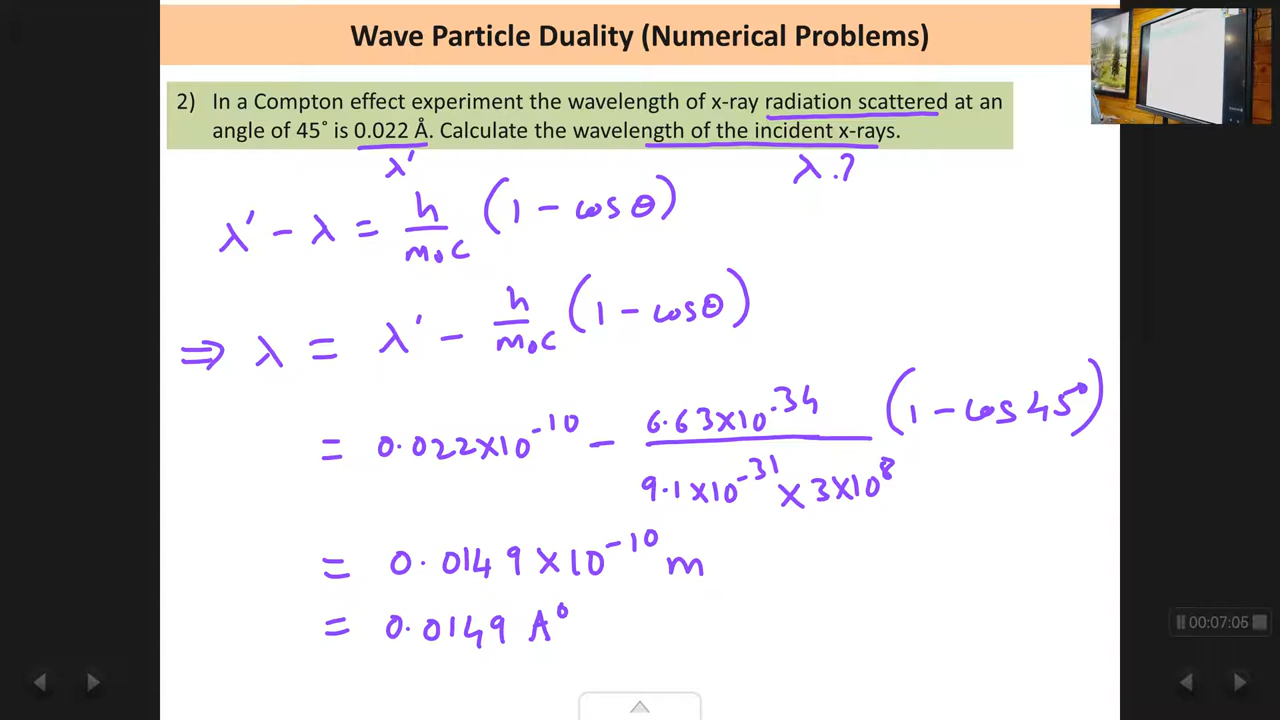 Wave Particle Duality (Numerical Problems)
2) In a Compton effect experiment the wavelength of x-ray radiation scattered at an
angle of 45° is 0.022 Å. Calculate the wavelength of the incident x-rays.
λ' λ.?
λ' - λ = h/m₀c (1 - cosθ)
⇒ λ = λ' - h/m₀c (1 - cosθ)
= 0.022×10⁻¹⁰ - 6.63×10⁻³⁴/9.1×10⁻³¹ × 3×10⁸ (1 - cos 45°)
= 0.0149×10⁻¹⁰ m
= 0.0149 A°
00:07:05